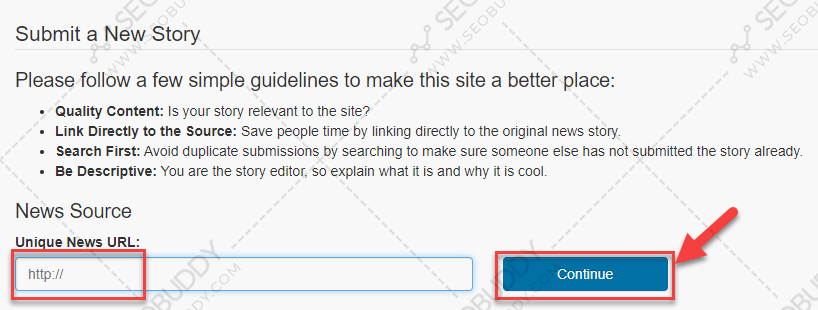 Submit a New Story
Please follow a few simple guidelines to make this site a better place:
• Quality Content: Is your story relevant to the site?
• Link Directly to the Source: Save people time by linking directly to the original news story.
• Search First: Avoid duplicate submissions by searching to make sure someone else has not submitted the story already.
• Be Descriptive: You are the story editor, so explain what it is and why it is cool.
News Source
Unique News URL:
http://
Continue